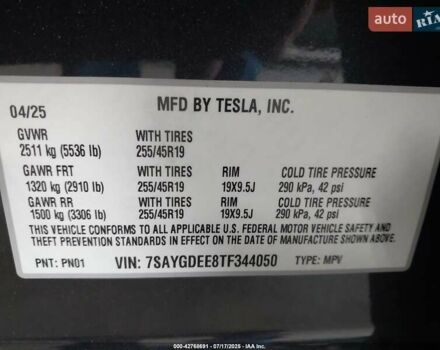 auto RIA
04/25 MFD BY TESLA, INC.
GVWR WITH TIRES
2511 kg (5536 lb) 255/45R19
GAWR FRT WITH TIRES RIM COLD TIRE PRESSURE
1320 kg (2910 lb) 255/45R19 19X9.5J 290 kPa, 42 psi
GAWR RR WITH TIRES RIM COLD TIRE PRESSURE
1500 kg (3306 lb) 255/45R19 19X9.5J 290 kPa, 42 psi
THIS VEHICLE CONFORMS TO ALL APPLICABLE FEDERAL MOTOR VEHICLE SAFETY AND
THEFT PREVENTION STANDARDS IN EFFECT ON THE DATE OF MANUFACTURE SHOWN ABOVE.
PNT: PN01 VIN: 7SAYGDEE8TF344050 TYPE: MPV
000-42760691 - 07/17/2025 - IAAI.com